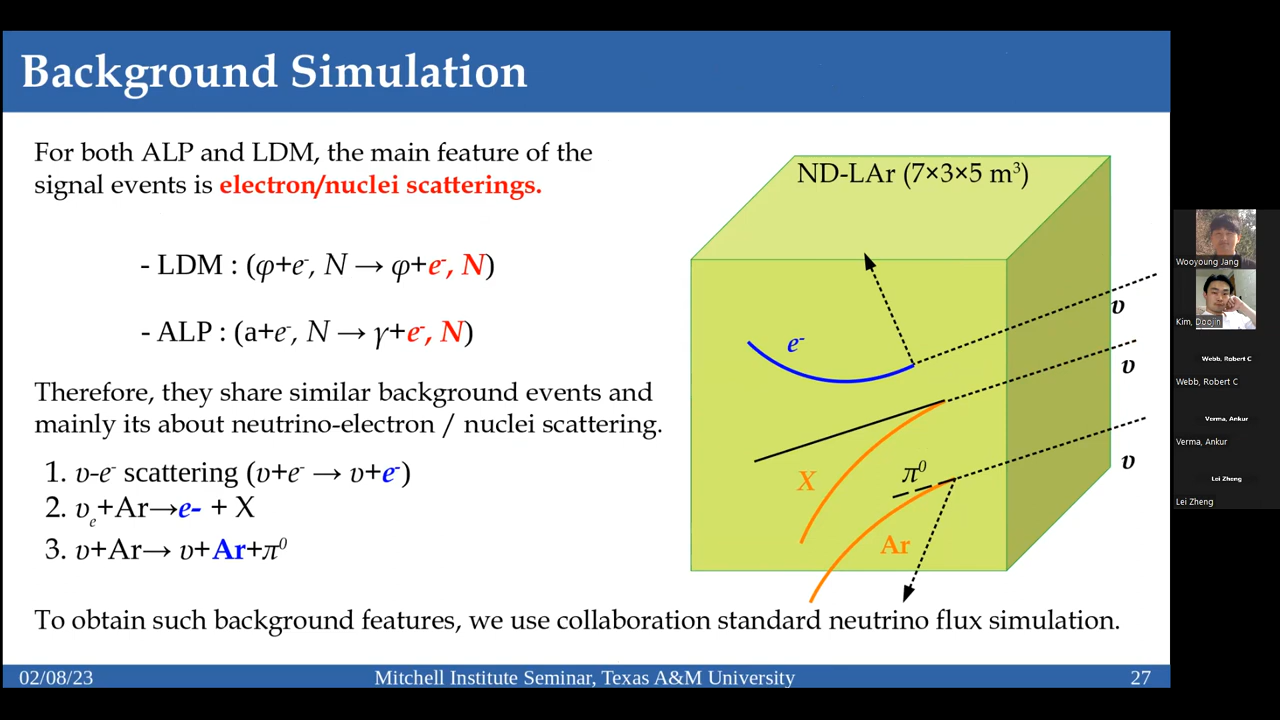 Background Simulation
For both ALP and LDM, the main feature of the
signal events is electron/nuclei scatterings.
- LDM : (φ+e⁻, N → φ+e⁻, N)
- ALP : (a+e⁻, N → γ+e⁻, N)
Therefore, they share similar background events and
mainly its about neutrino-electron / nuclei scattering.
1. υ-e⁻ scattering (υ+e⁻ → υ+e⁻)
2. υₑ+Ar→e- + X
3. υ+Ar→ υ+Ar+π⁰
ND-LAr (7×3×5 m³)
e⁻
υ
υ
X
π⁰
υ
Ar
To obtain such background features, we use collaboration standard neutrino flux simulation.
02/08/23
Mitchell Institute Seminar, Texas A&M University
27
Wooyoung Jang
Kim, Doojin
Webb, Robert C
Webb, Robert C
Verma, Ankur
Verma, Ankur
Lei Zheng
Lei Zheng